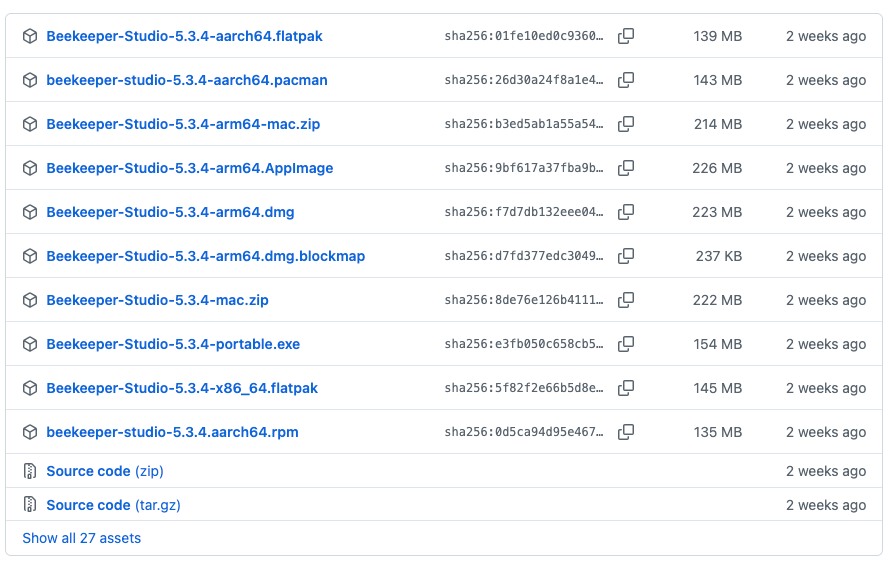 Beekeeper-Studio-5.3.4-aarch64.flatpak sha256:01fe10ed0c9360… 139 MB 2 weeks ago
beekeeper-studio-5.3.4-aarch64.pacman sha256:26d30a24f8a1e4… 143 MB 2 weeks ago
Beekeeper-Studio-5.3.4-arm64-mac.zip sha256:b3ed5ab1a55a54… 214 MB 2 weeks ago
Beekeeper-Studio-5.3.4-arm64.AppImage sha256:9bf617a37fba9b… 226 MB 2 weeks ago
Beekeeper-Studio-5.3.4-arm64.dmg sha256:f7d7db132eee04… 223 MB 2 weeks ago
Beekeeper-Studio-5.3.4-arm64.dmg.blockmap sha256:d7fd377edc3049… 237 KB 2 weeks ago
Beekeeper-Studio-5.3.4-mac.zip sha256:8de76e126b4111… 222 MB 2 weeks ago
Beekeeper-Studio-5.3.4-portable.exe sha256:e3fb050c658cb5… 154 MB 2 weeks ago
Beekeeper-Studio-5.3.4-x86_64.flatpak sha256:5f82f2e66b5d8e… 145 MB 2 weeks ago
beekeeper-studio-5.3.4.aarch64.rpm sha256:0d5ca94d95e467… 135 MB 2 weeks ago
Source code (zip) 2 weeks ago
Source code (tar.gz) 2 weeks ago
Show all 27 assets